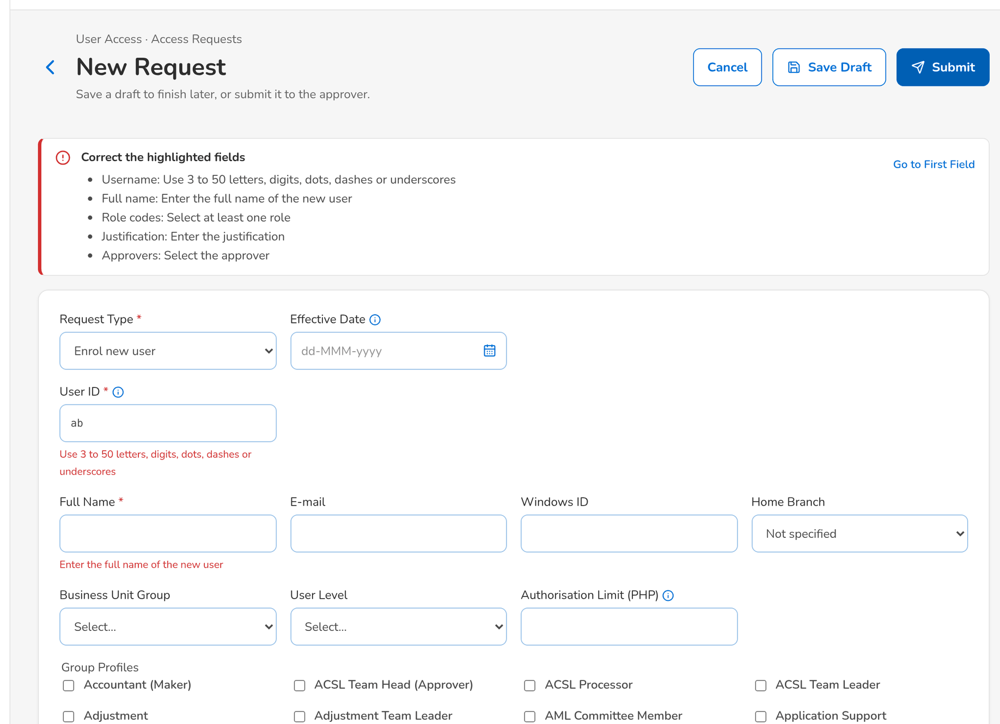 User Access · Access Requests
New Request
Save a draft to finish later, or submit it to the approver.
Cancel
Save Draft
Submit
Correct the highlighted fields
Go to First Field
• Username: Use 3 to 50 letters, digits, dots, dashes or underscores
• Full name: Enter the full name of the new user
• Role codes: Select at least one role
• Justification: Enter the justification
• Approvers: Select the approver
Request Type *
Effective Date
Enrol new user
dd-MMM-yyyy
User ID *
ab
Use 3 to 50 letters, digits, dots, dashes or
underscores
Full Name *
E-mail
Windows ID
Home Branch
Not specified
Enter the full name of the new user
Business Unit Group
User Level
Authorisation Limit (PHP)
Select...
Select...
Group Profiles
Accountant (Maker)
ACSL Team Head (Approver)
ACSL Processor
ACSL Team Leader
Adjustment
Adjustment Team Leader
AML Committee Member
Application Support